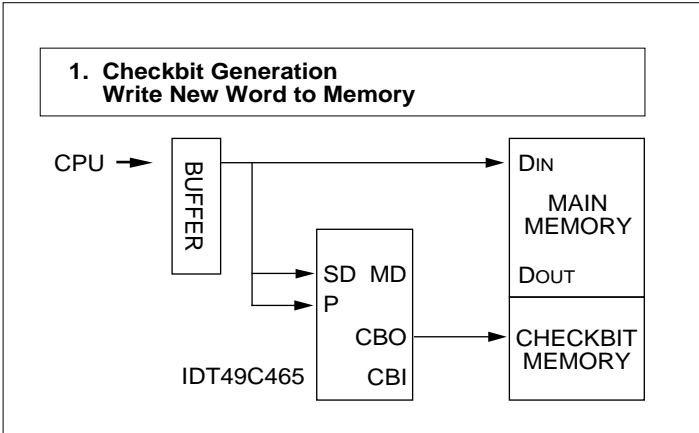 1. Checkbit Generation
Write New Word to Memory
CPU
BUFFER
DIN
MAIN
MEMORY
DOUT
SD MD
P
CBO
CBI
CHECKBIT
MEMORY
IDT49C465